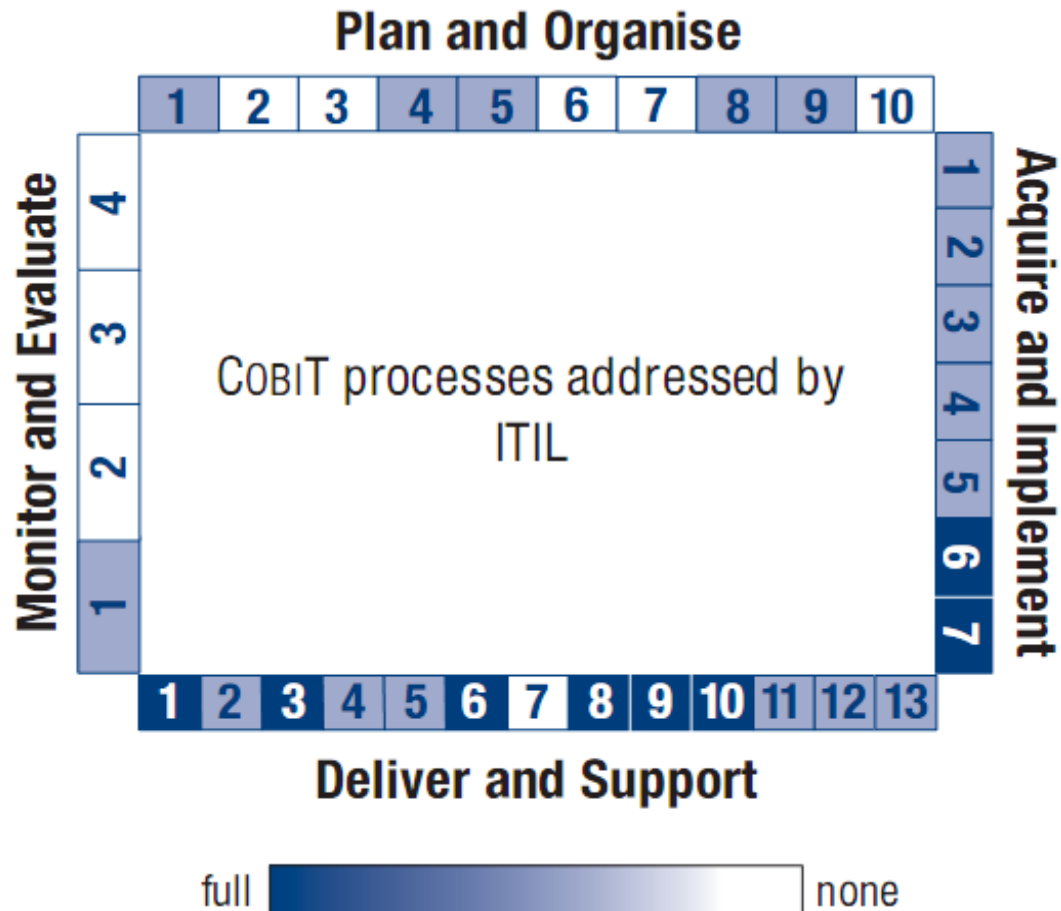 Plan and Organise
1 2 3 4 5 6 7 8 9 10
Monitor and Evaluate
4
3
2
1
COBIT processes addressed by
ITIL
Acquire and Implement
1
2
3
4
5
6
7
1 2 3 4 5 6 7 8 9 10 11 12 13
Deliver and Support
full none